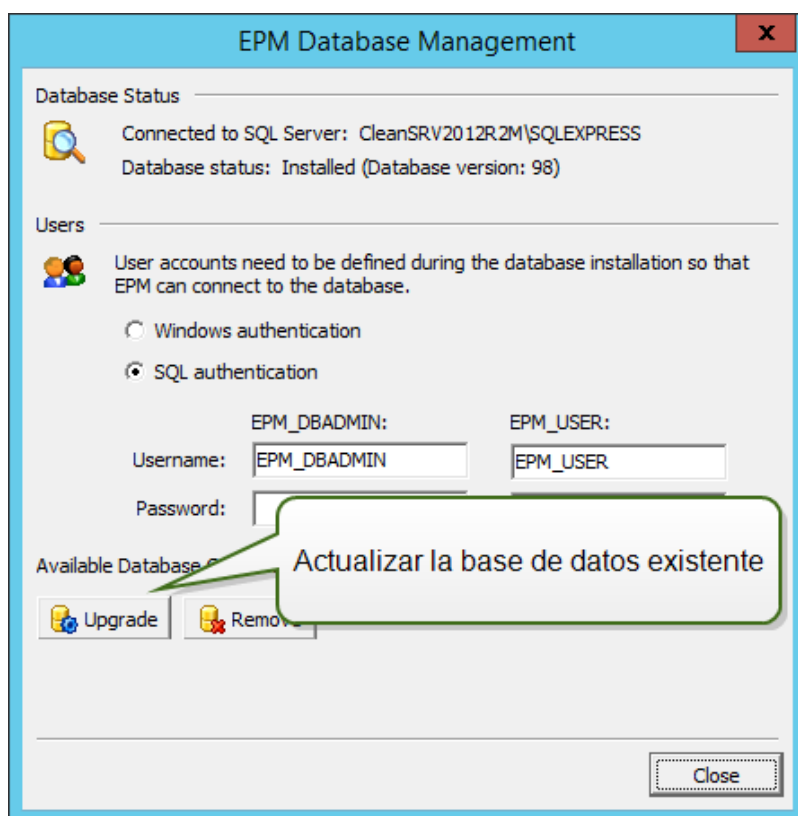 EPM Database Management
x
Database Status
Connected to SQL Server: CleanSRV2012R2M\SQLEXPRESS
Database status: Installed (Database version: 98)
Users
User accounts need to be defined during the database installation so that
EPM can connect to the database.
Windows authentication
SQL authentication
EPM_DBADMIN: EPM_USER:
Username: EPM_DBADMIN EPM_USER
Password:
Available Database
Actualizar la base de datos existente
Upgrade Remove
Close